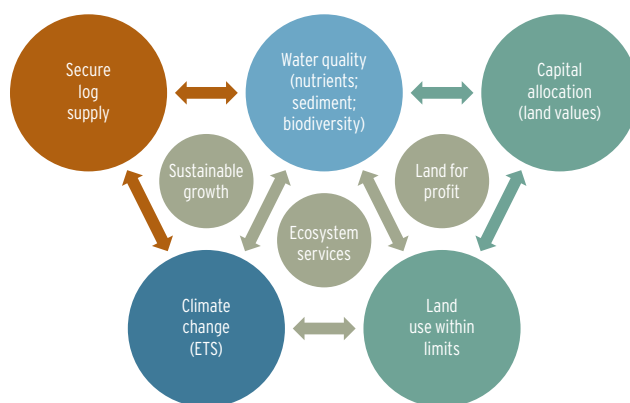 Secure
log
supply
Water quality
(nutrients;
sediment;
biodiversity)
Capital
allocation
(land values)
Sustainable
growth
Land for
profit
Ecosystem
services
Climate
change
(ETS)
Land
use within
limits